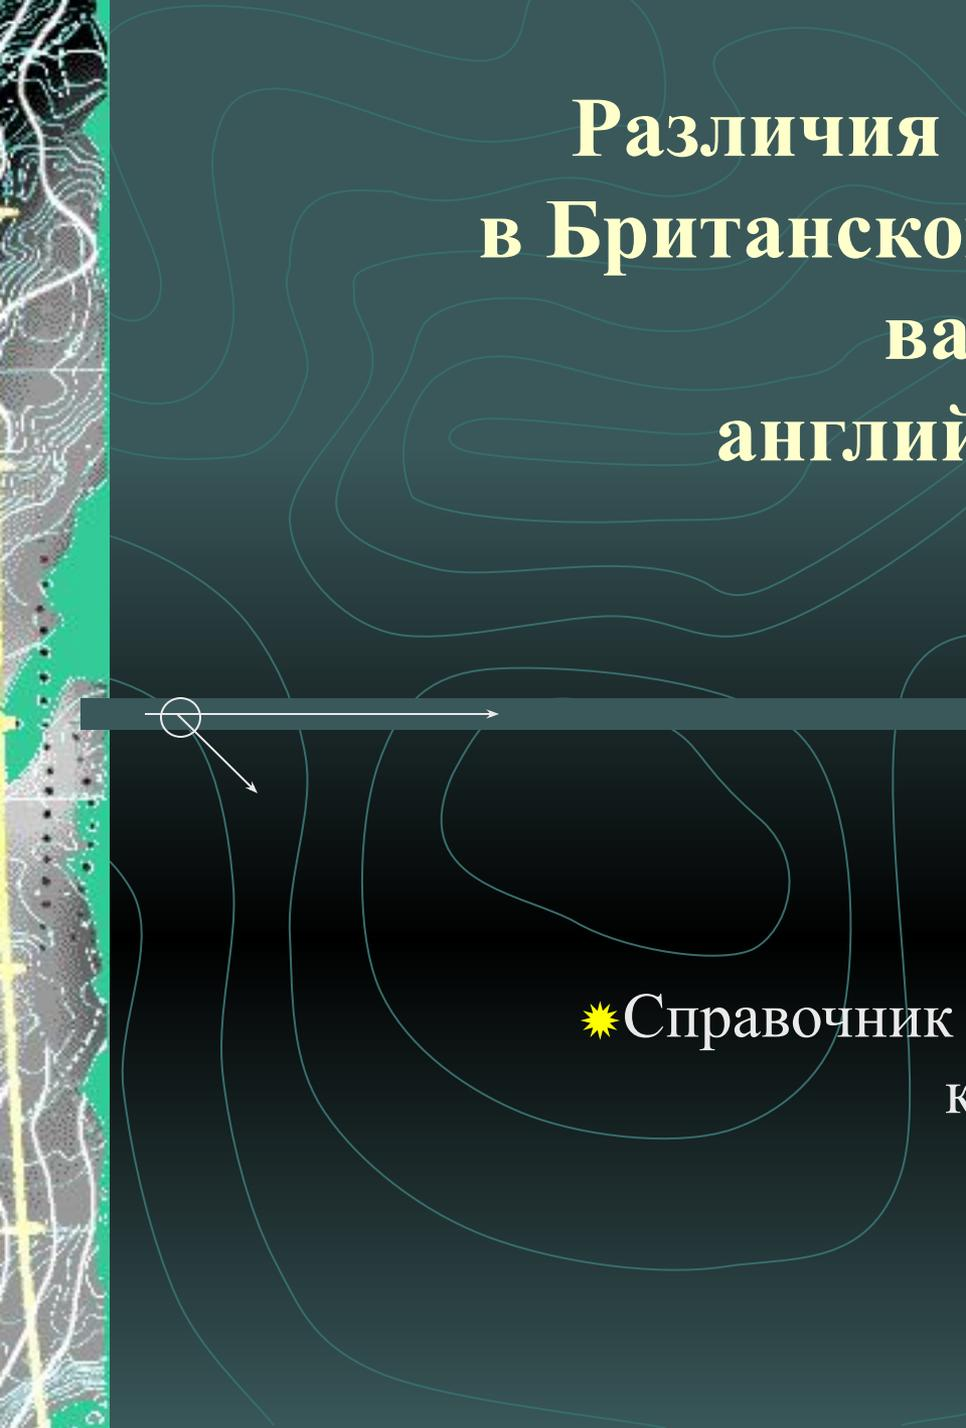 Различия
в Британско
ва
англий
Справочник
к